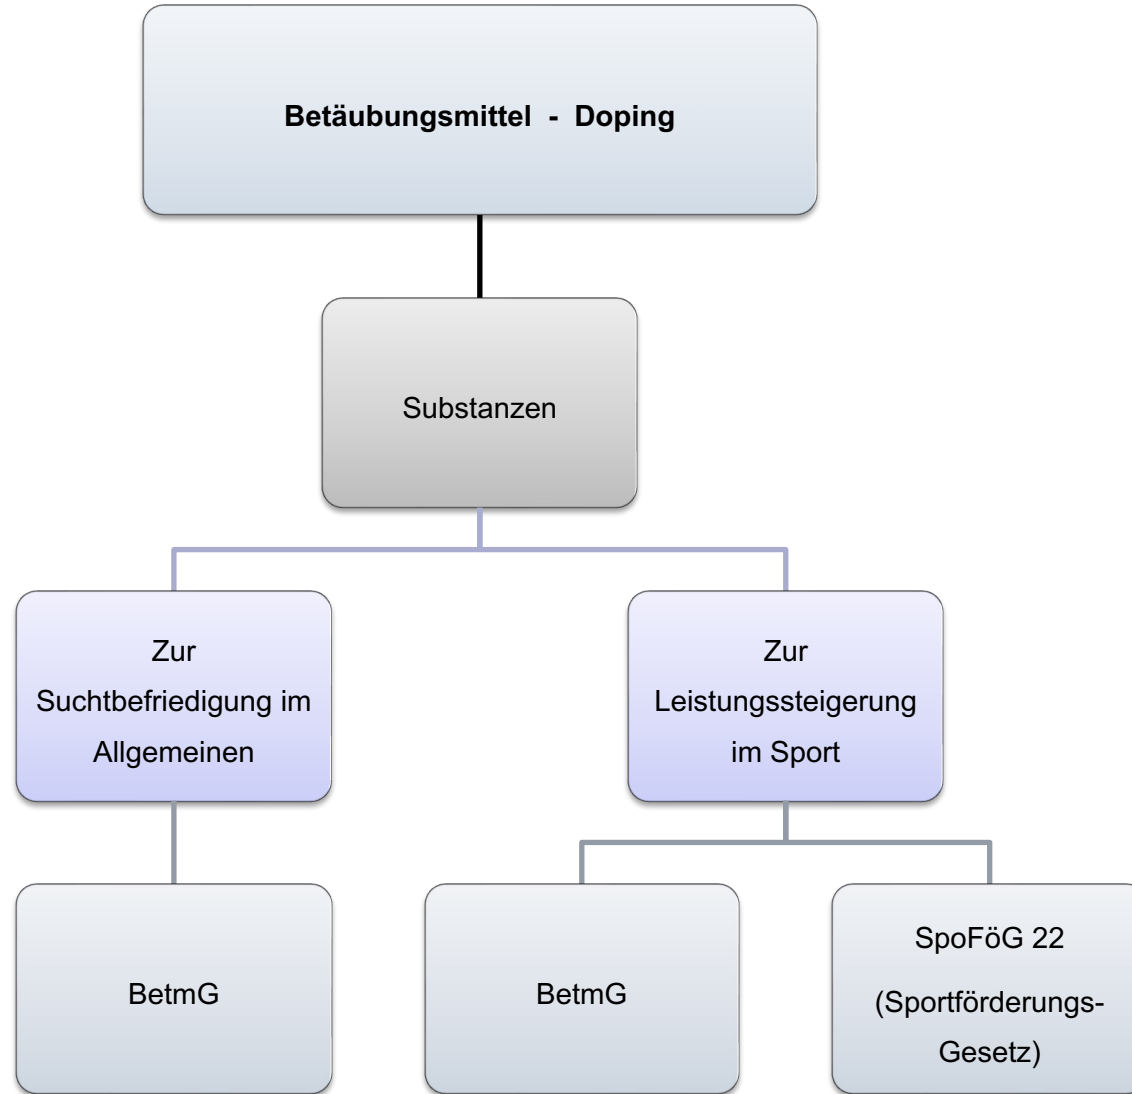 Betäubungsmittel - Doping
Substanzen
Zur
Suchtbefriedigung im
Allgemeinen
Zur
Leistungssteigerung
im Sport
BetmG
BetmG
SpoFöG 22
(Sportförderungs-
Gesetz)